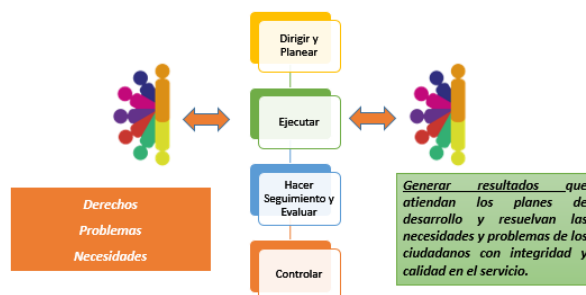 Dirigir y
Planear
Ejecutar
Hacer
Seguimiento y
Evaluar
Controlar
Derechos
Problemas
Necesidades
Generar resultados que
atiendan los planes de
desarrollo y resuelvan las
necesidades y problemas de los
ciudadanos con integridad y
calidad en el servicio.